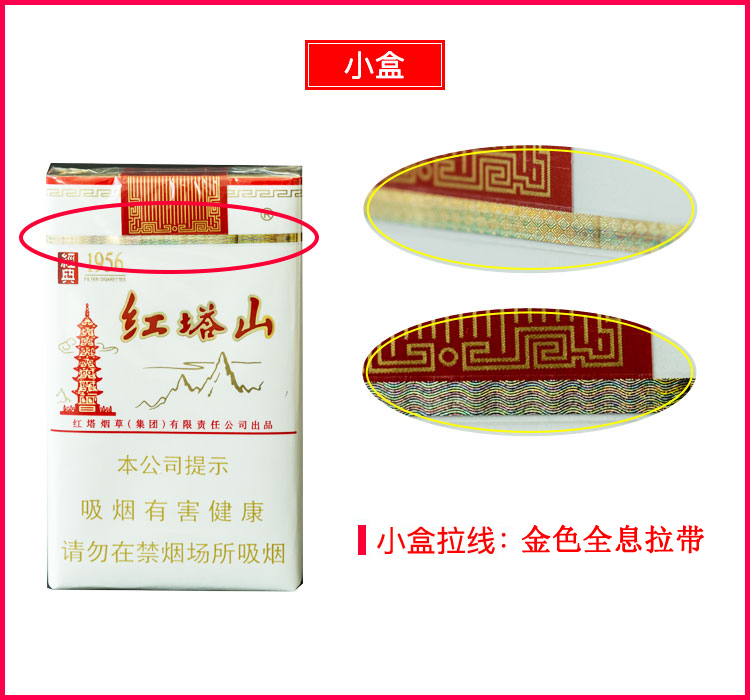 小盒
®
經典
1956
FILTER CIGARETTES
红塔山
红塔烟草(集团)有限责任公司出品
本公司提示
吸烟有害健康
请勿在禁烟场所吸烟
小盒拉线：金色全息拉带